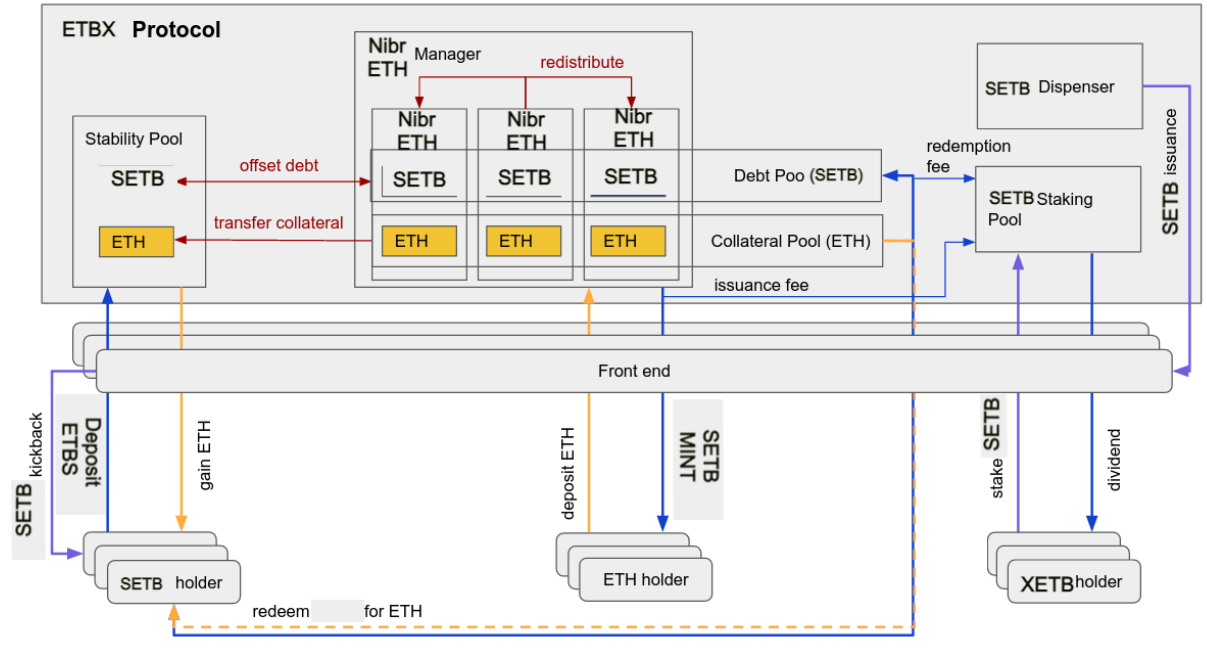 ETBX Protocol
Nibr
ETH Manager
redistribute
SETB Dispenser
Stability Pool
Nibr
ETH
Nibr
ETH
Nibr
ETH
SETB issuance
redemption
fee
offset debt
SETB
SETB
SETB
SETB
Debt Poo (SETB)
SETB Staking
Pool
transfer collateral
ETH
ETH
ETH
ETH
Collateral Pool (ETH)
issuance fee
Front end
SETB kickback
Deposit
ETBS
gain ETH
deposit ETH
SETB
MINT
stake SETB
dividend
SETB holder
ETH holder
XETB holder
redeem for ETH